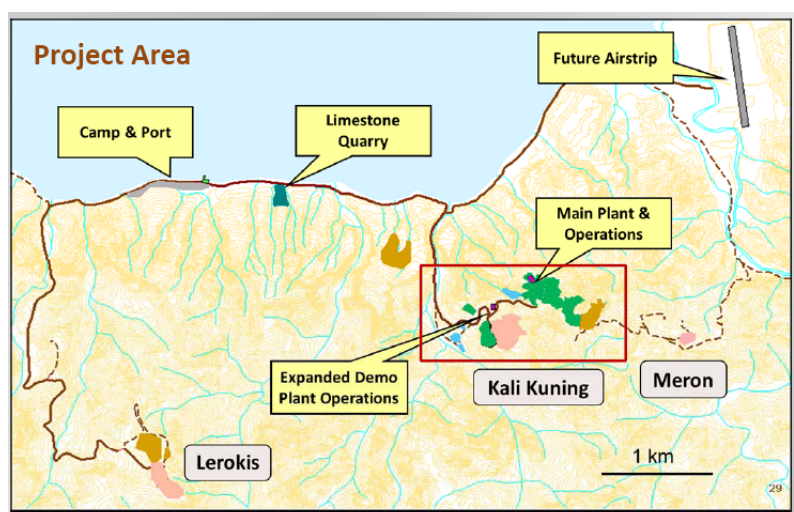 Project Area
Future Airstrip
Camp & Port
Limestone
Quarry
Main Plant &
Operations
Expanded Demo
Plant Operations
Kali Kuning
Meron
Lerokis
1 km
29